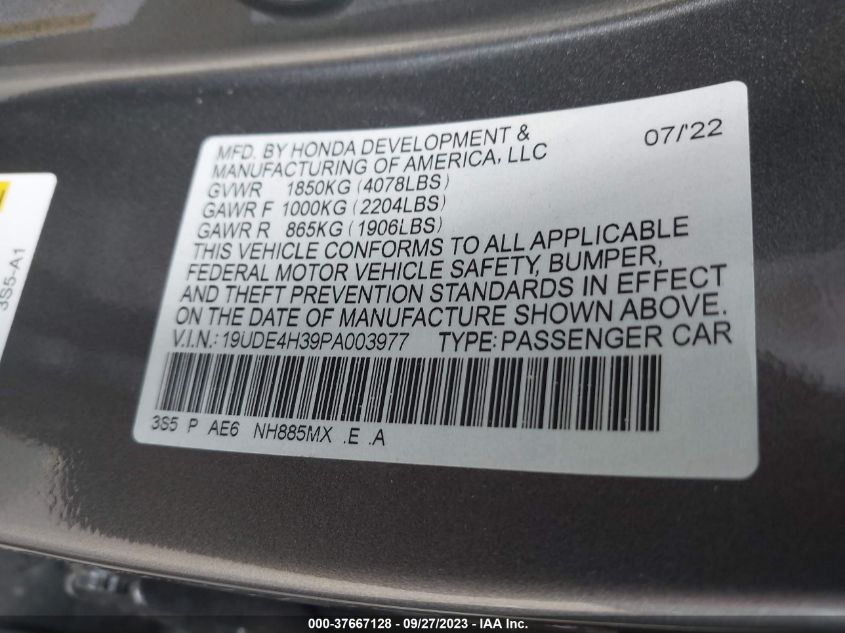 MFD. BY HONDA DEVELOPMENT & 07/'22
MANUFACTURING OF AMERICA, LLC
GVWR 1850KG (4078LBS)
GAWR F 1000KG (2204LBS)
GAWR R 865KG (1906LBS)
THIS VEHICLE CONFORMS TO ALL APPLICABLE
FEDERAL MOTOR VEHICLE SAFETY, BUMPER,
AND THEFT PREVENTION STANDARDS IN EFFECT
ON THE DATE OF MANUFACTURE SHOWN ABOVE.
V.I.N.: 19UDE4H39PA003977 TYPE: PASSENGER CAR
3S5 P AE6 NH885MX .E .A
3S5-A1
000-37667128 - 09/27/2023 - IAA Inc.